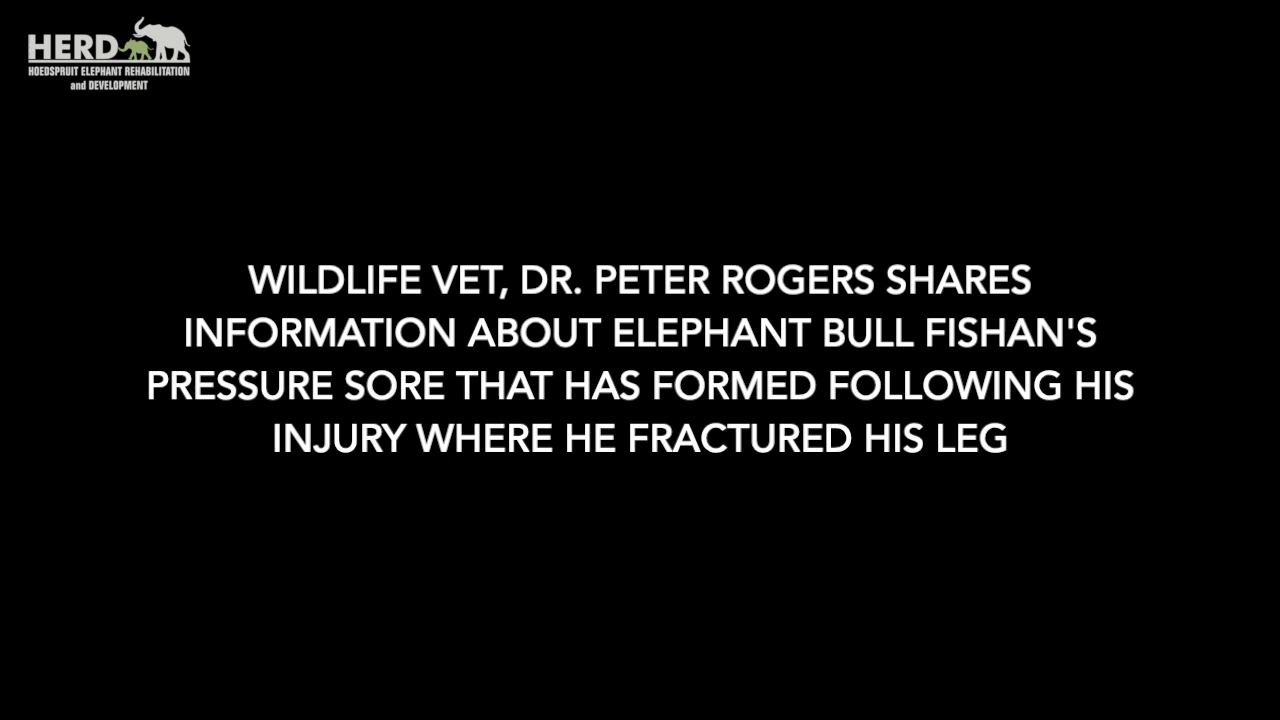 HERD
HOEDSPRUIT ELEPHANT REHABILITATION
and DEVELOPMENT
WILDLIFE VET, DR. PETER ROGERS SHARES
INFORMATION ABOUT ELEPHANT BULL FISHAN'S
PRESSURE SORE THAT HAS FORMED FOLLOWING HIS
INJURY WHERE HE FRACTURED HIS LEG